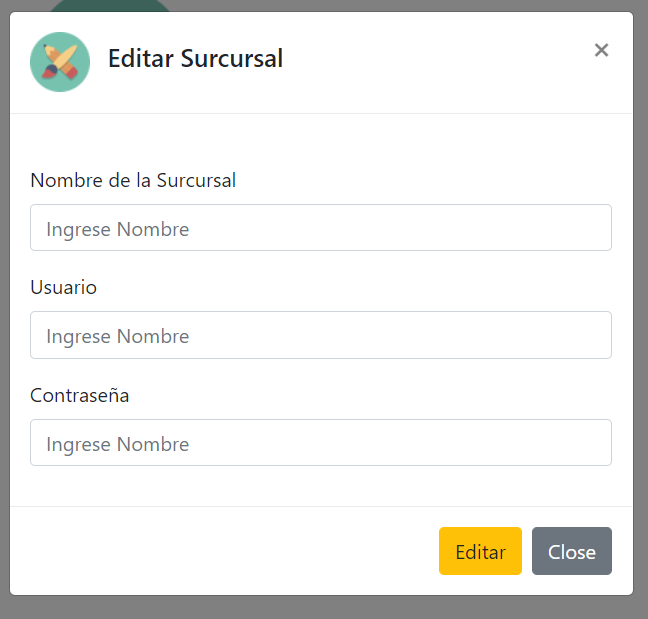 Editar Surcursal
×
Nombre de la Surcursal
Ingrese Nombre
Usuario
Ingrese Nombre
Contraseña
Ingrese Nombre
Editar Close